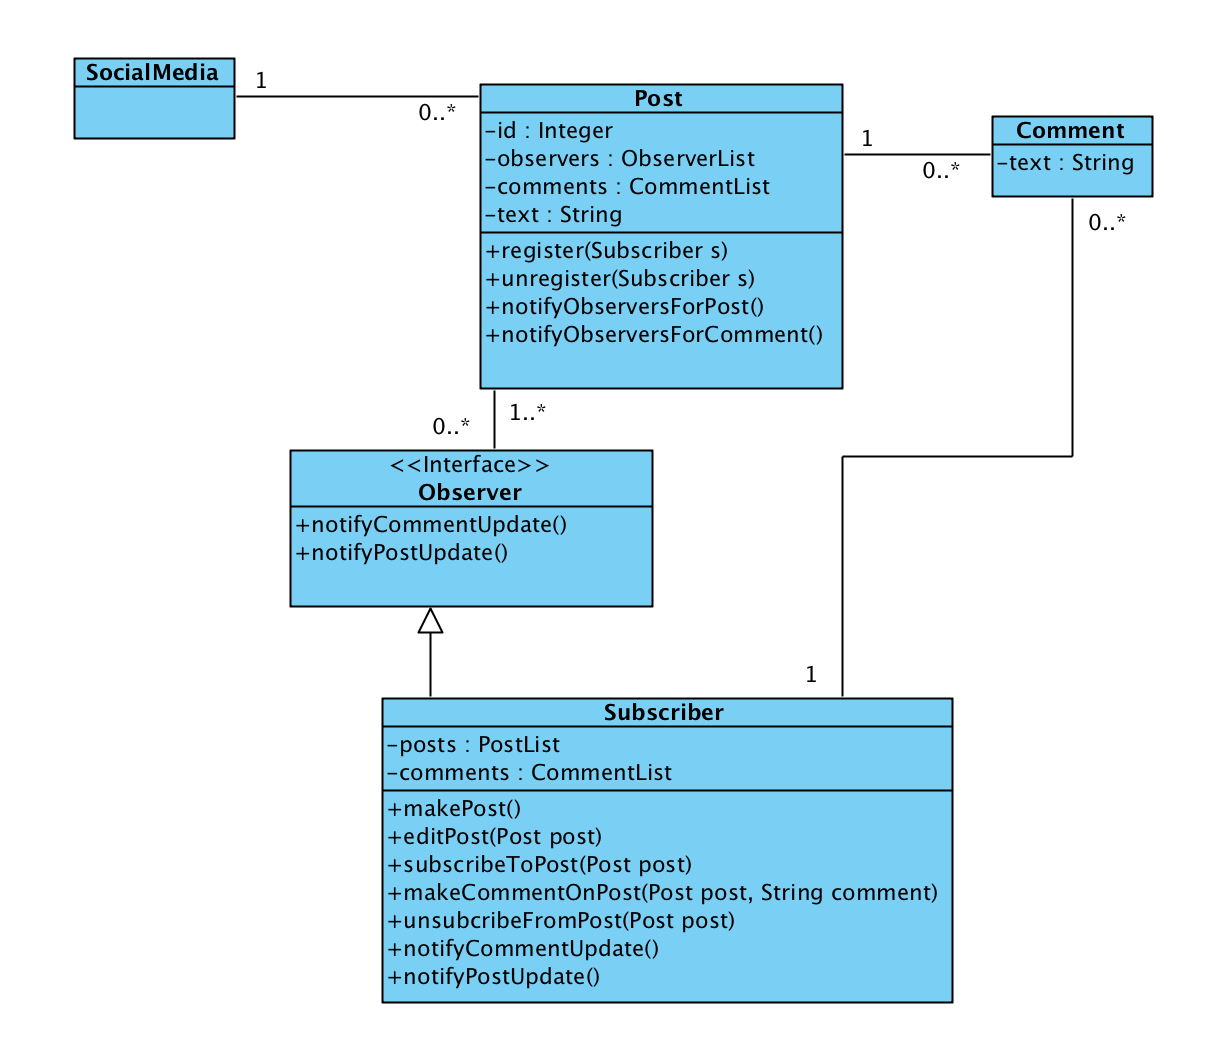 SocialMedia
1
0..*
Post
-id : Integer
-observers : ObserverList
-comments : CommentList
-text : String
+register(Subscriber s)
+unregister(Subscriber s)
+notifyObserversForPost()
+notifyObserversForComment()
1
0..*
Comment
-text : String
0..*
1..*
0..*
<<Interface>>
Observer
+notifyCommentUpdate()
+notifyPostUpdate()
1
Subscriber
-posts : PostList
-comments : CommentList
+makePost()
+editPost(Post post)
+subscribeToPost(Post post)
+makeCommentOnPost(Post post, String comment)
+unsubcribeFromPost(Post post)
+notifyCommentUpdate()
+notifyPostUpdate()